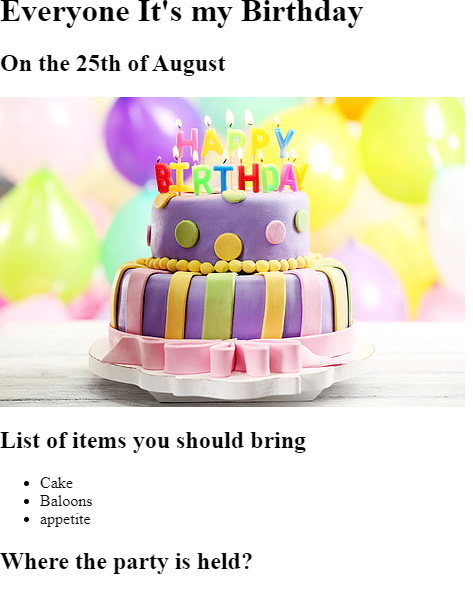 Everyone It's my Birthday
On the 25th of August
HAPPY
BIRTHDAY
List of items you should bring
Cake
Baloons
appetite
Where the party is held?